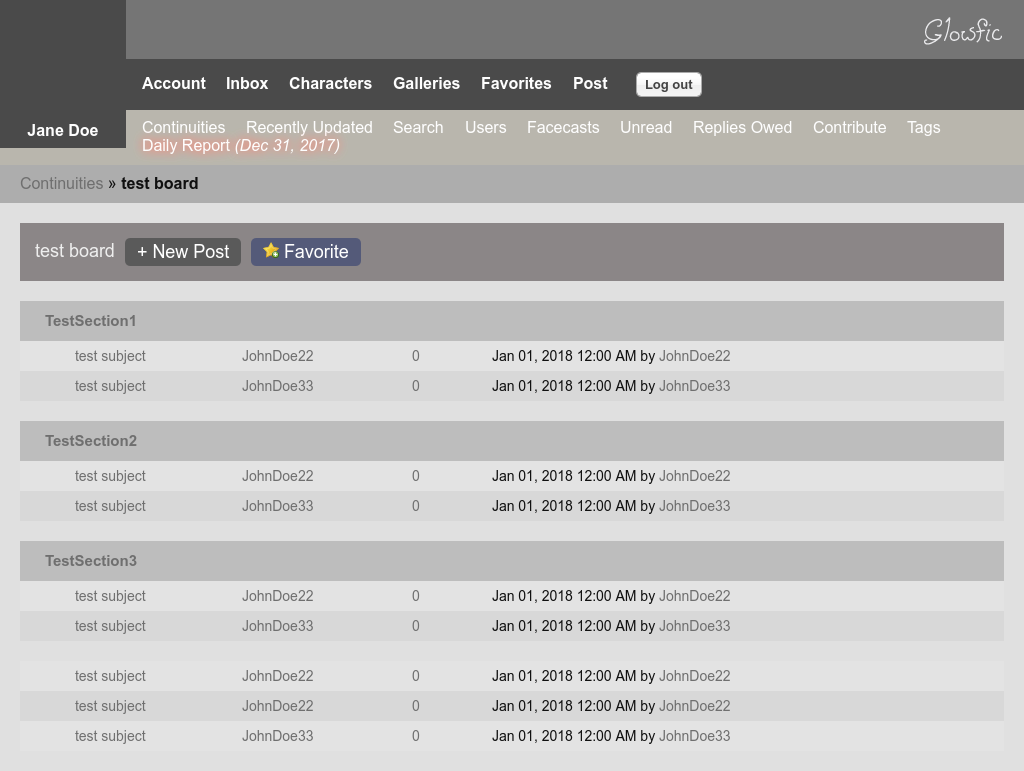 Glowfic
Account Inbox Characters Galleries Favorites Post Log out
Jane Doe
Continuities Recently Updated Search Users Facecasts Unread Replies Owed Contribute Tags
Daily Report (Dec 31, 2017)
Continuities » test board
test board + New Post Favorite
TestSection1
test subject JohnDoe22 0 Jan 01, 2018 12:00 AM by JohnDoe22
test subject JohnDoe33 0 Jan 01, 2018 12:00 AM by JohnDoe33
TestSection2
test subject JohnDoe22 0 Jan 01, 2018 12:00 AM by JohnDoe22
test subject JohnDoe33 0 Jan 01, 2018 12:00 AM by JohnDoe33
TestSection3
test subject JohnDoe22 0 Jan 01, 2018 12:00 AM by JohnDoe22
test subject JohnDoe33 0 Jan 01, 2018 12:00 AM by JohnDoe33
test subject JohnDoe22 0 Jan 01, 2018 12:00 AM by JohnDoe22
test subject JohnDoe22 0 Jan 01, 2018 12:00 AM by JohnDoe22
test subject JohnDoe33 0 Jan 01, 2018 12:00 AM by JohnDoe33